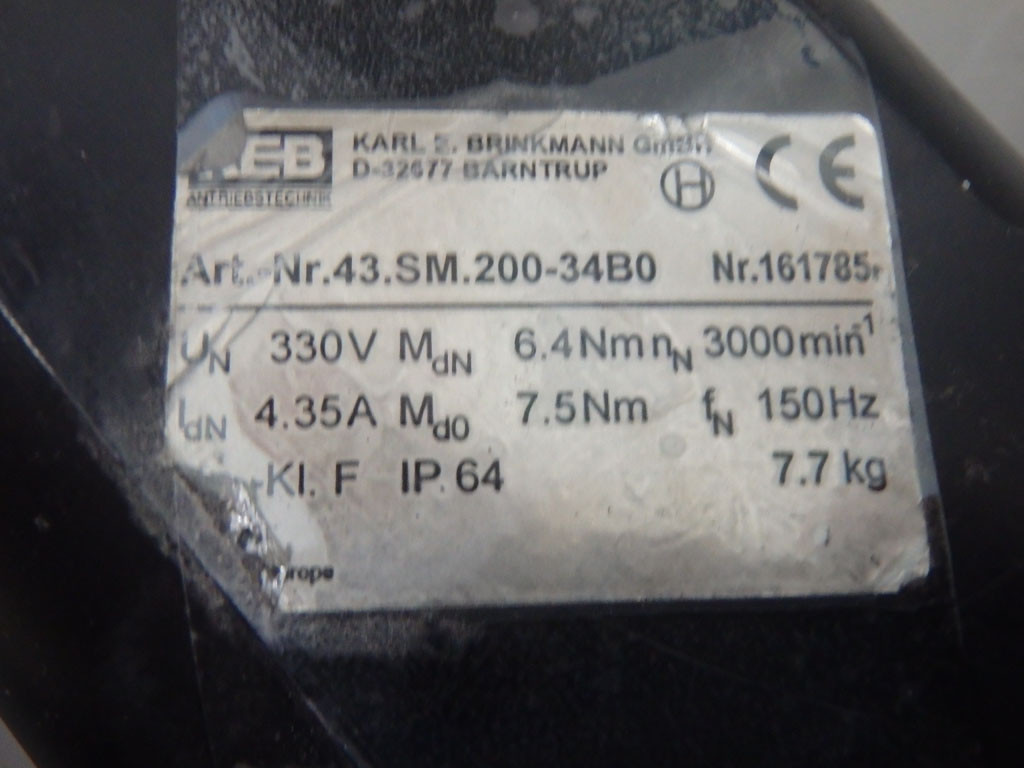 KEB KARL E. BRINKMANN GmbH
D-32677 BARNTRUP
ANTRIEBSTECHNIK
H
CE
Art.-Nr.43.SM.200-34B0 Nr.161785
UN 330V MdN 6.4Nm nN 3000min-1
IdN 4.35A Md0 7.5Nm fN 150Hz
Kl. F IP.64 7.7 kg